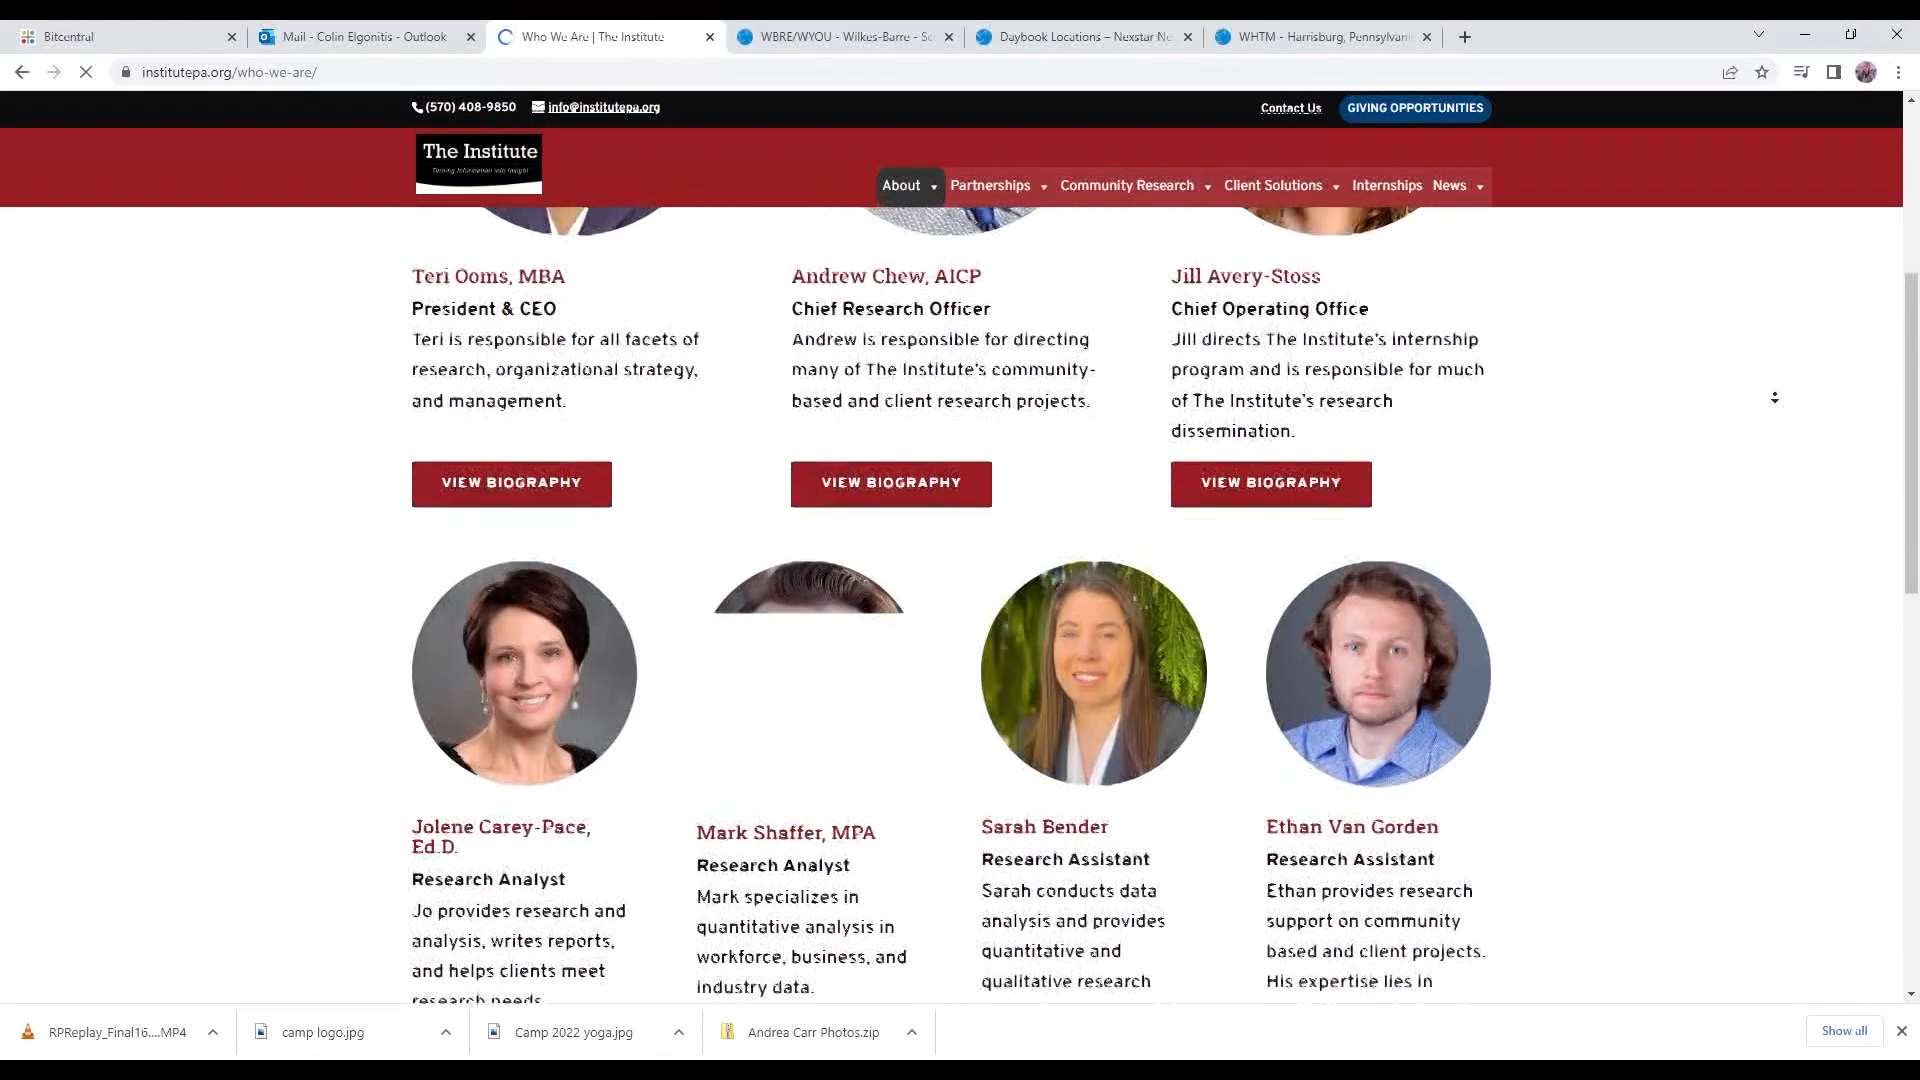 Bitcentral
Mail - Colin Elgonitis - Outlook
Who We Are | The Institute
WBRE/WYOU - Wilkes-Barre - Sc
Daybook Locations – Nexstar Ne
WHTM - Harrisburg, Pennsylvan
institutepa.org/who-we-are/
(570) 408-9850
info@institutepa.org
Contact Us
GIVING OPPORTUNITIES
The Institute
Turning Information into Insight
About
Partnerships
Community Research
Client Solutions
Internships
News
Teri Ooms, MBA
President & CEO
Teri is responsible for all facets of
research, organizational strategy,
and management.
VIEW BIOGRAPHY
Andrew Chew, AICP
Chief Research Officer
Andrew is responsible for directing
many of The Institute's community-
based and client research projects.
VIEW BIOGRAPHY
Jill Avery-Stoss
Chief Operating Office
Jill directs The Institute's internship
program and is responsible for much
of The Institute's research
dissemination.
VIEW BIOGRAPHY
Jolene Carey-Pace,
Ed.D.
Research Analyst
Jo provides research and
analysis, writes reports,
and helps clients meet
research needs
Mark Shaffer, MPA
Research Analyst
Mark specializes in
quantitative analysis in
workforce, business, and
industry data.
Sarah Bender
Research Assistant
Sarah conducts data
analysis and provides
quantitative and
qualitative research
Ethan Van Gorden
Research Assistant
Ethan provides research
support on community
based and client projects.
His expertise lies in
RPReplay_Final16....MP4
camp logo.jpg
Camp 2022 yoga.jpg
Andrea Carr Photos.zip
Show all